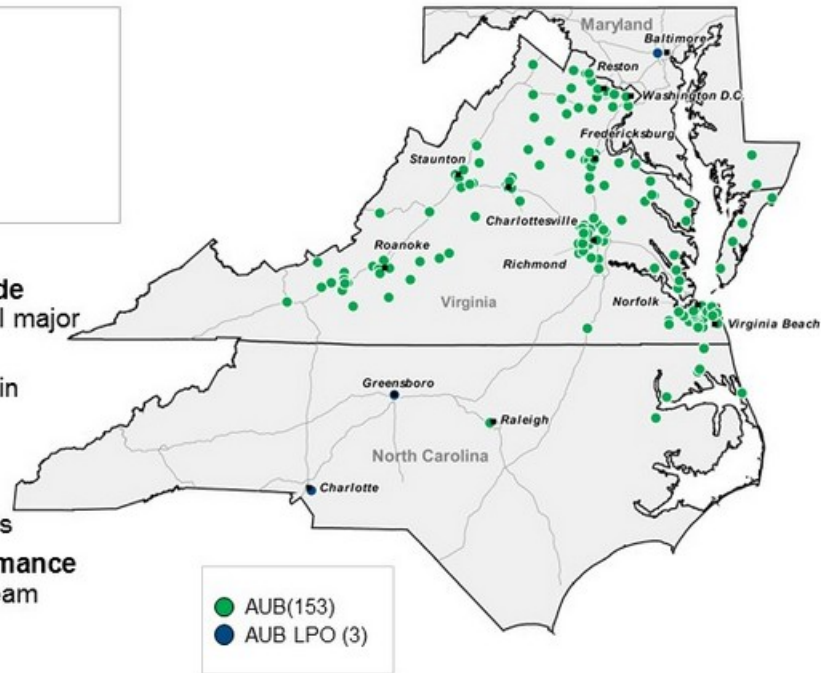 Maryland
Baltimore
Reston
Washington D.C.
Fredericksburg
Staunton
Charlottesville
Roanoke
Richmond
de
l major
Virginia
Norfolk
Virginia Beach
in
Greensboro
Raleigh
North Carolina
Charlotte
s
mance
eam
AUB(153)
AUB LPO (3)